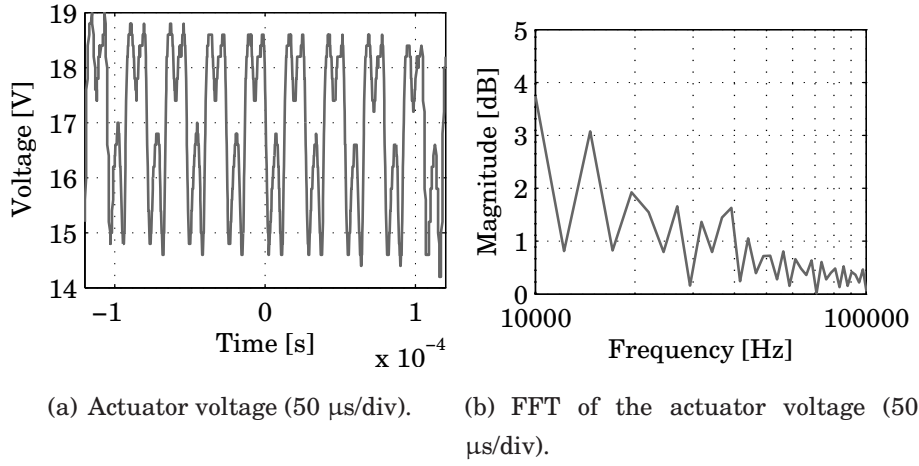 19
18
17
16
15
14
Voltage [V]
−1
0
1
Time [s]
x 10⁻⁴
5
4
3
2
1
0
Magnitude [dB]
10000
100000
Frequency [Hz]
(a) Actuator voltage (50 μs/div).
(b) FFT of the actuator voltage (50
μs/div).